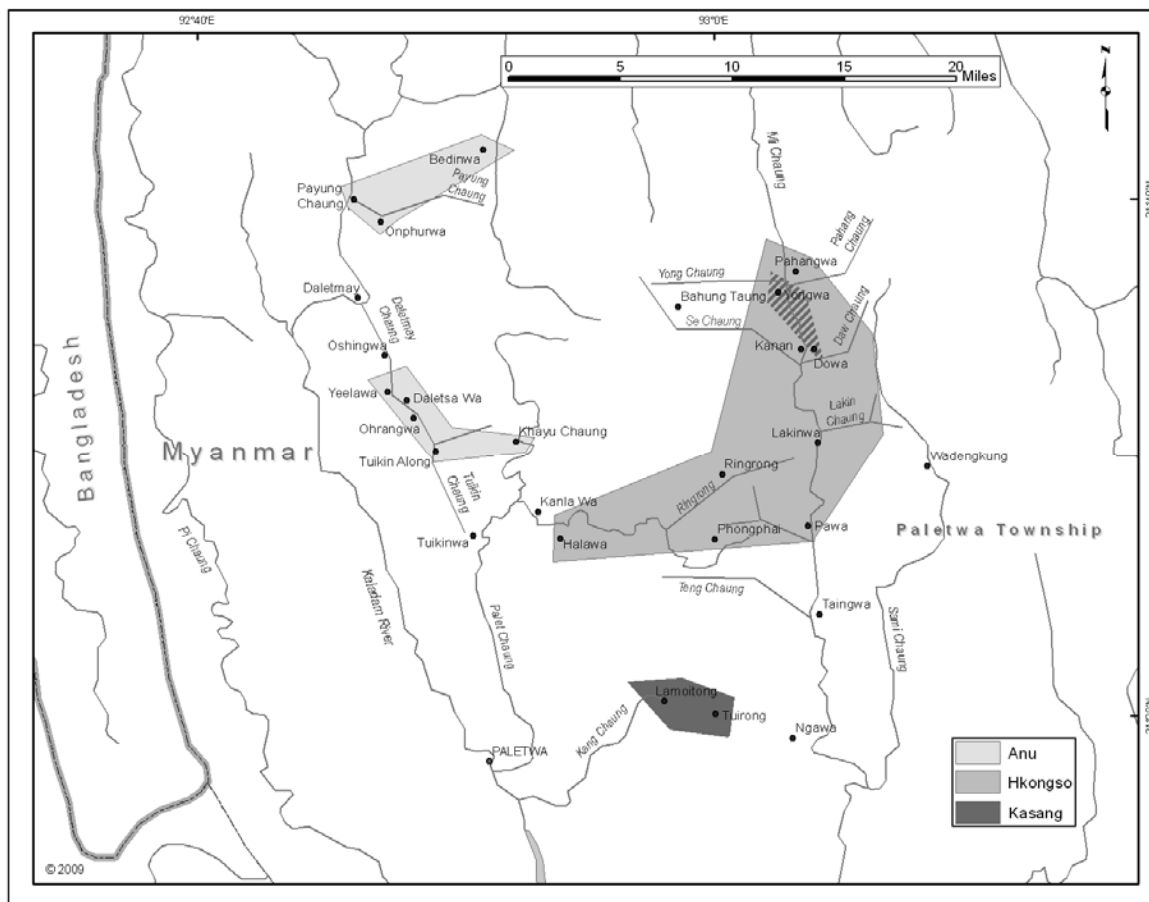 92°40'E
93°0'E
0 5 10 15 20
Miles
N
Bedinwa
Payung
Chaung
Payung
Chaung
Onphurwa
Mi Chaung
Pahang
Chaung
Pahangwa
Yong Chaung
Daletmay
Bahung Taung
Yongwa
Daletmay
Chaung
Se Chaung
Daw Chaung
Oshingwa
Kanan
Dowa
Yeelawa
Daletsa Wa
Ohrangwa
Lakin
Chaung
Khayu Chaung
Lakinwa
Bangladesh
Myanmar
Tuikin Along
Wadengkung
Ringrong
Tuikin
Chaung
Ringrong
Kanla Wa
Pawa
Paletwa Township
Tuikinwa
Halawa
Phongphai
Pi Chaung
Teng Chaung
Kaladam River
Palet Chaung
Taingwa
Sami Chaung
Lamoitong
Tuirong
Kang Chaung
Ngawa
PALETWA
Anu
Hkongso
Kasang
© 2009